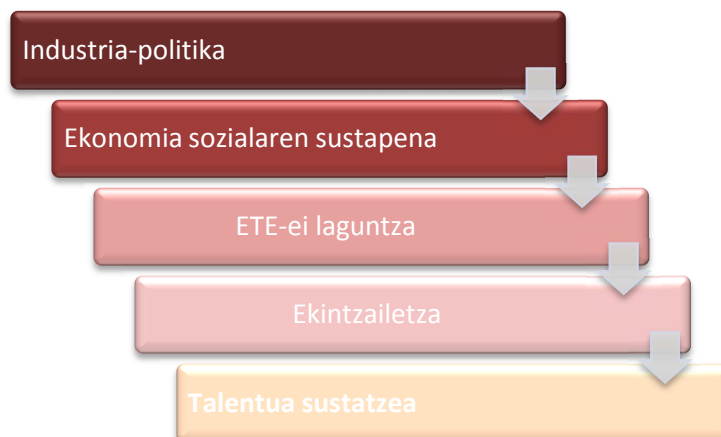 Industria-politika
Ekonomia sozialaren sustapena
ETE-ei laguntza
Ekintzailetza
Talentua sustatzea